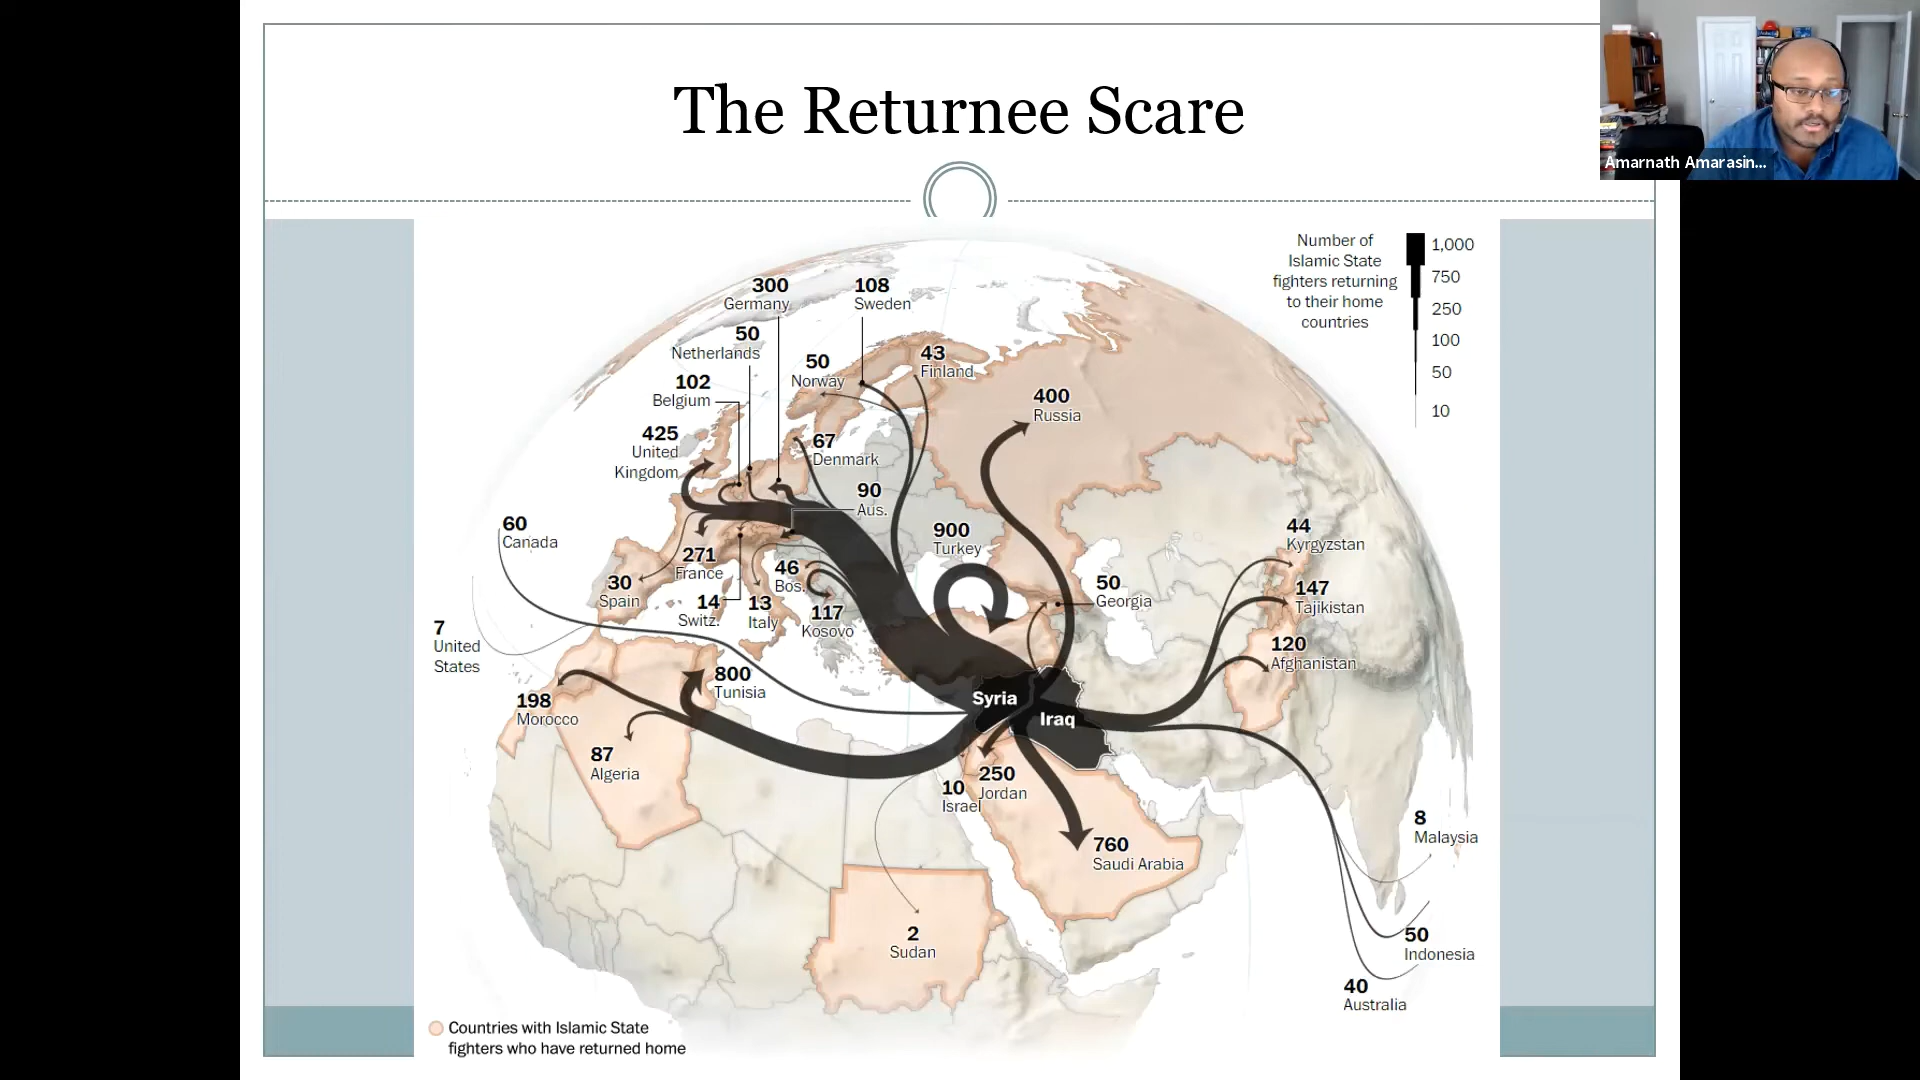 The Returnee Scare
Amarnath Amarasin...
Number of
Islamic State
fighters returning
to their home
countries
1,000
750
250
100
50
10
300
Germany
108
Sweden
50
Netherlands
50
Norway
43
Finland
102
Belgium
400
Russia
425
United
Kingdom
67
Denmark
90
Aus.
60
Canada
900
Turkey
44
Kyrgyzstan
271
France
46
Bos.
30
Spain
50
Georgia
147
Tajikistan
14
Switz.
13
Italy
117
Kosovo
7
United
States
120
Afghanistan
800
Tunisia
198
Morocco
Syria
Iraq
87
Algeria
250
Jordan
10
Israel
8
Malaysia
760
Saudi Arabia
2
Sudan
50
Indonesia
40
Australia
Countries with Islamic State
fighters who have returned home